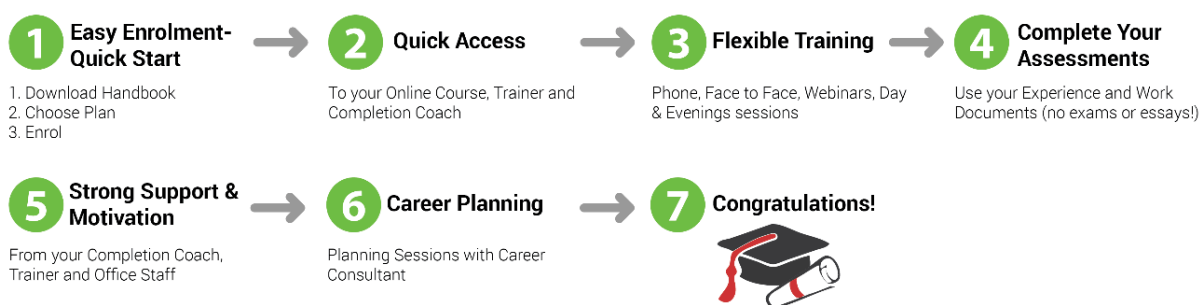 1
Easy Enrolment-
Quick Start
1. Download Handbook
2. Choose Plan
3. Enrol
2
Quick Access
To your Online Course, Trainer and
Completion Coach
3
Flexible Training
Phone, Face to Face, Webinars, Day
& Evenings sessions
4
Complete Your
Assessments
Use your Experience and Work
Documents (no exams or essays!)
5
Strong Support &
Motivation
From your Completion Coach,
Trainer and Office Staff
6
Career Planning
Planning Sessions with Career
Consultant
7
Congratulations!